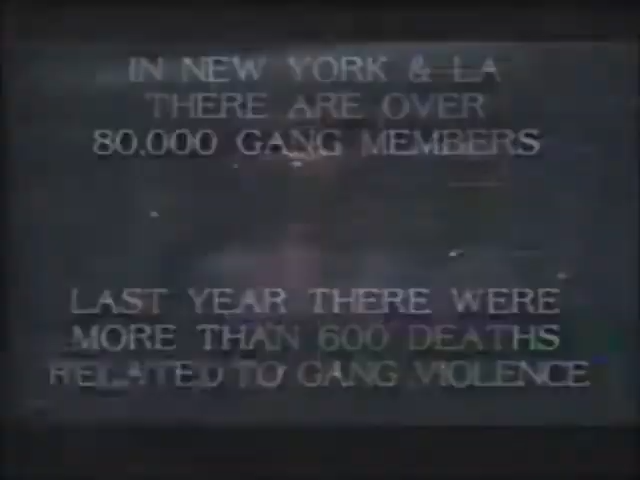 IN NEW YORK & LA
THERE ARE OVER
80,000 GANG MEMBERS
LAST YEAR THERE WERE
MORE THAN 600 DEATHS
RELATED TO GANG VIOLENCE